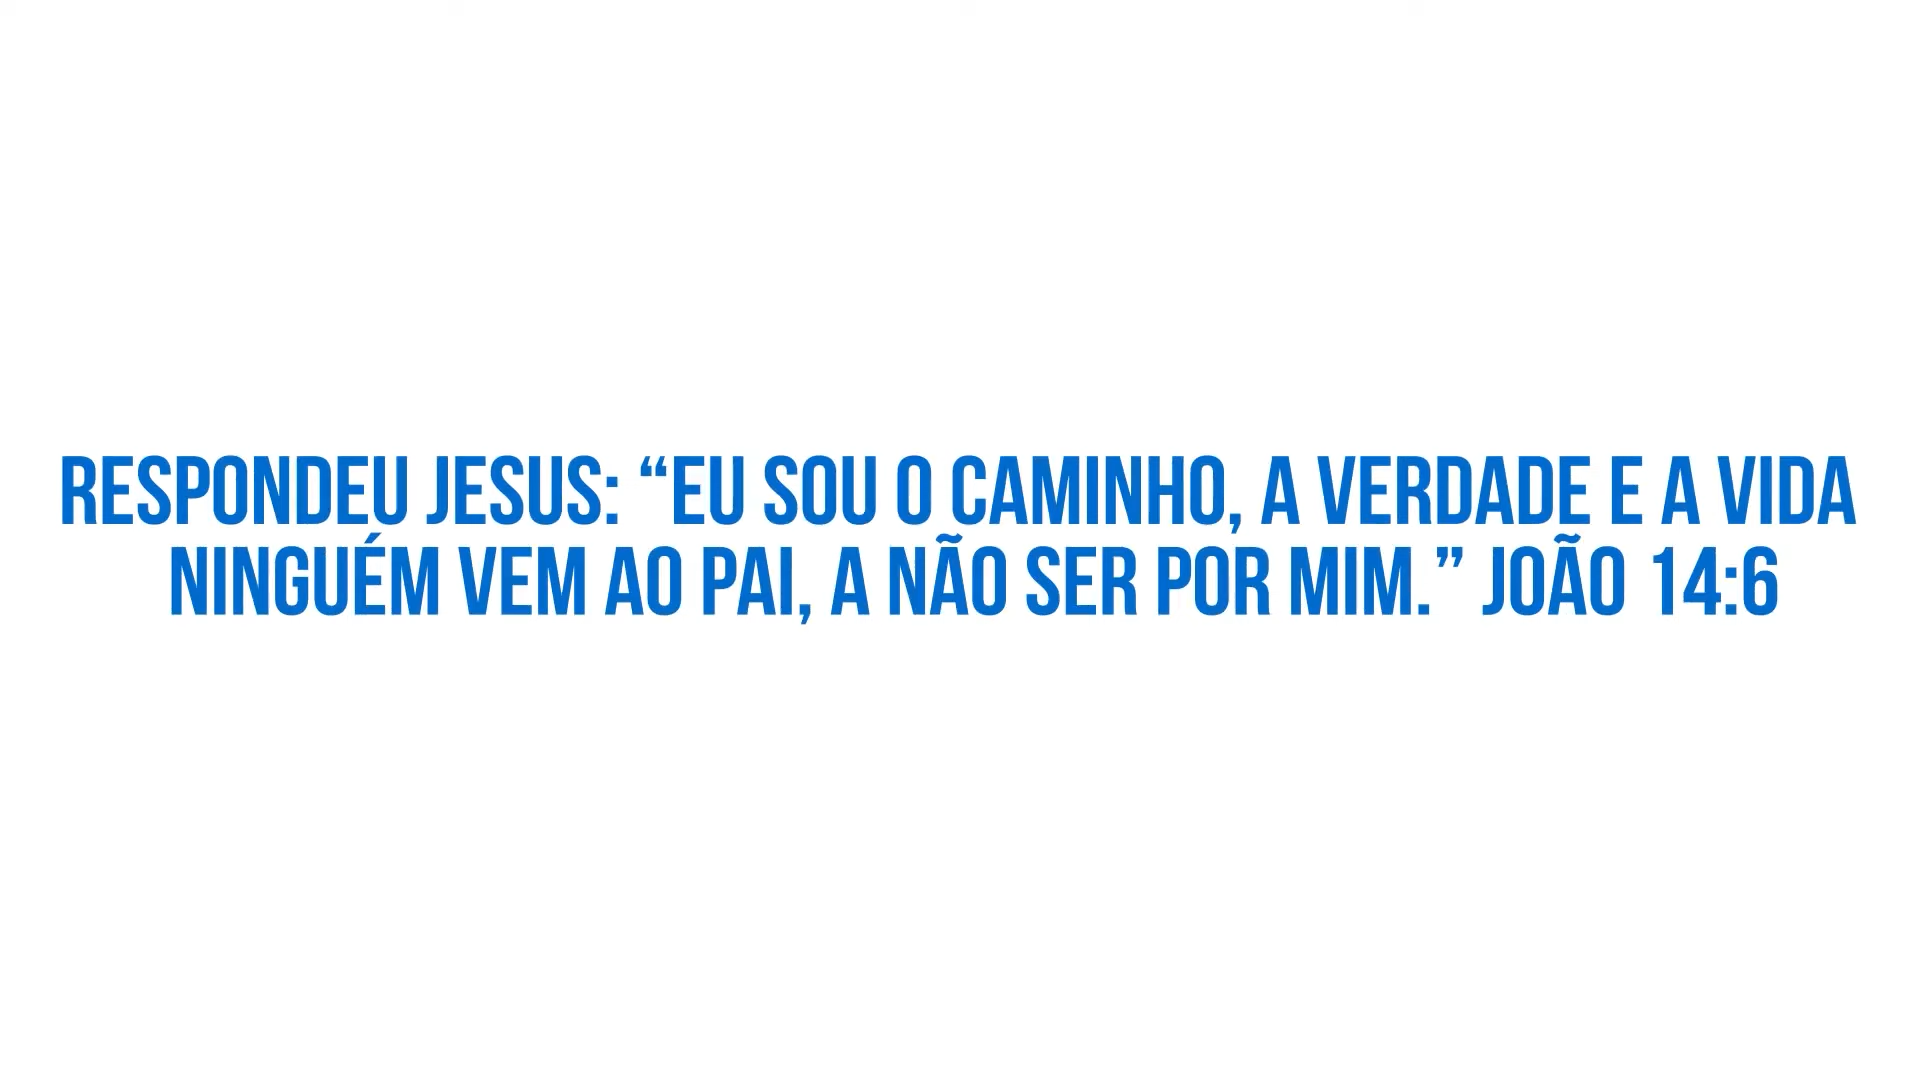 RESPONDEU JESUS: “EU SOU O CAMINHO, A VERDADE E A VIDA
NINGUÉM VEM AO PAI, A NÃO SER POR MIM.” JOÃO 14:6